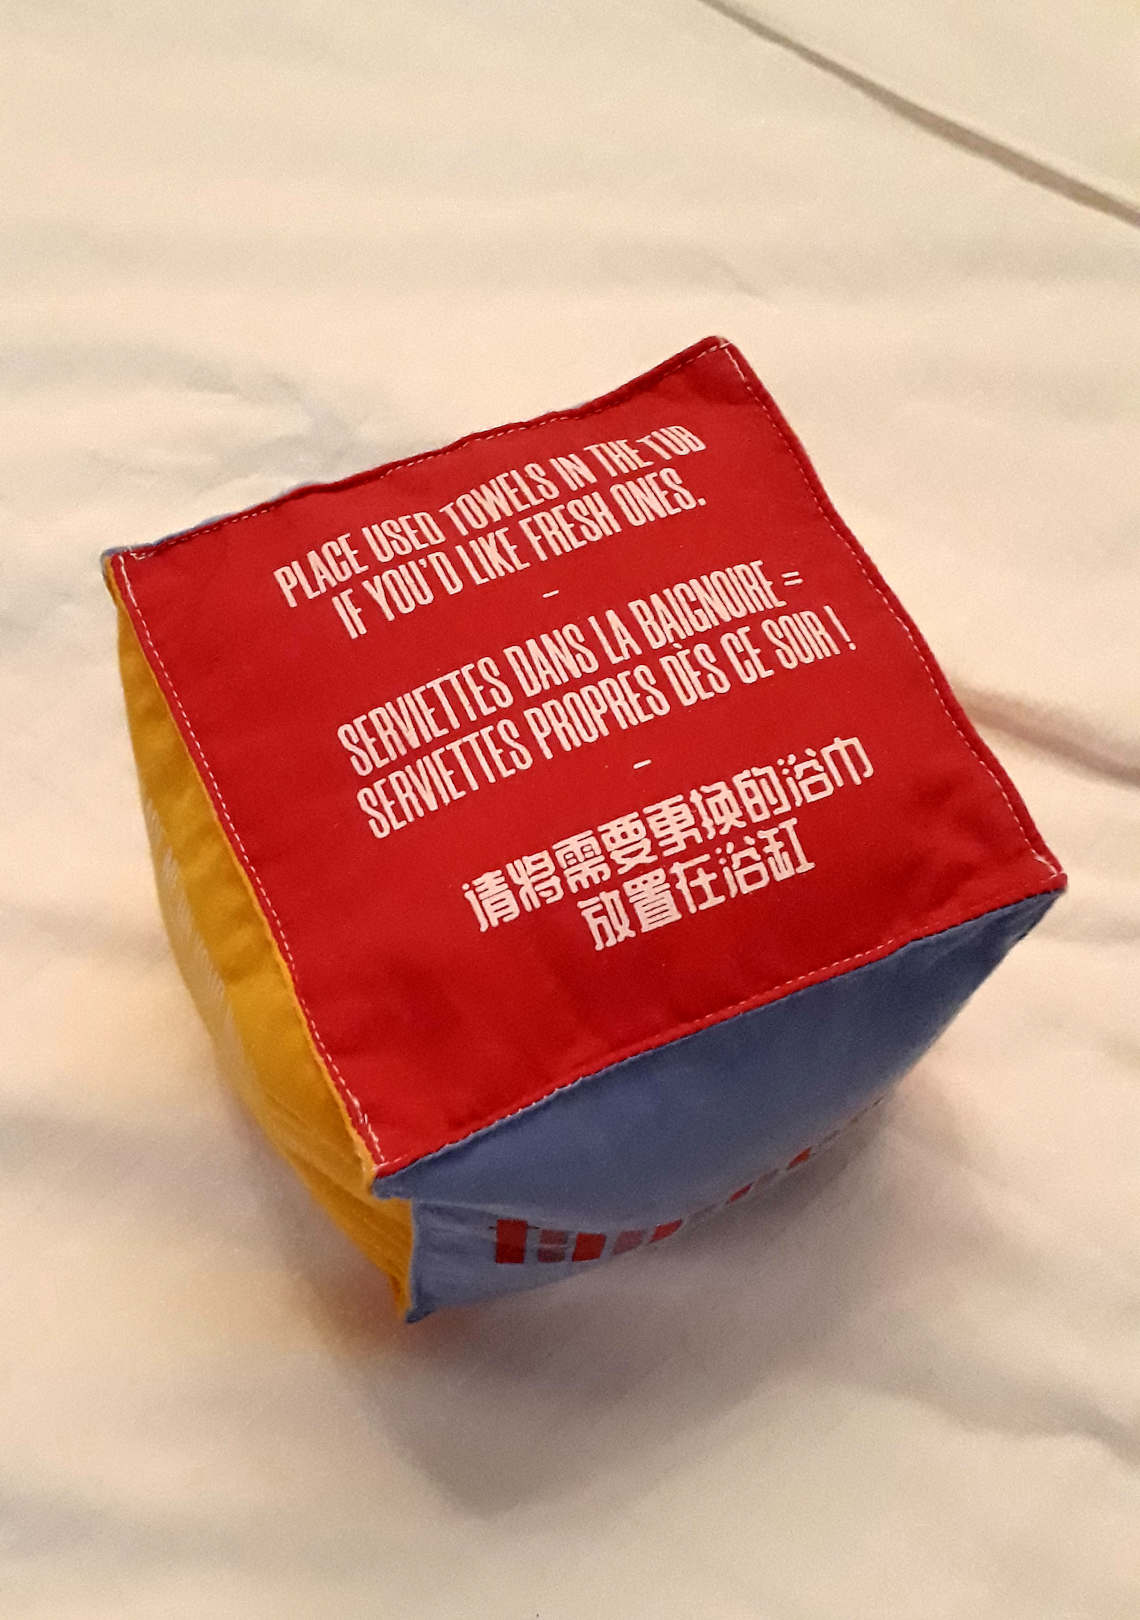 PLACE USED TOWELS IN THE TUB
IF YOU'D LIKE FRESH ONES.
–
SERVIETTES DANS LA BAIGNOIRE =
SERVIETTES PROPRES DÈS CE SOIR !
–
请将需要更换的浴巾
放置在浴缸